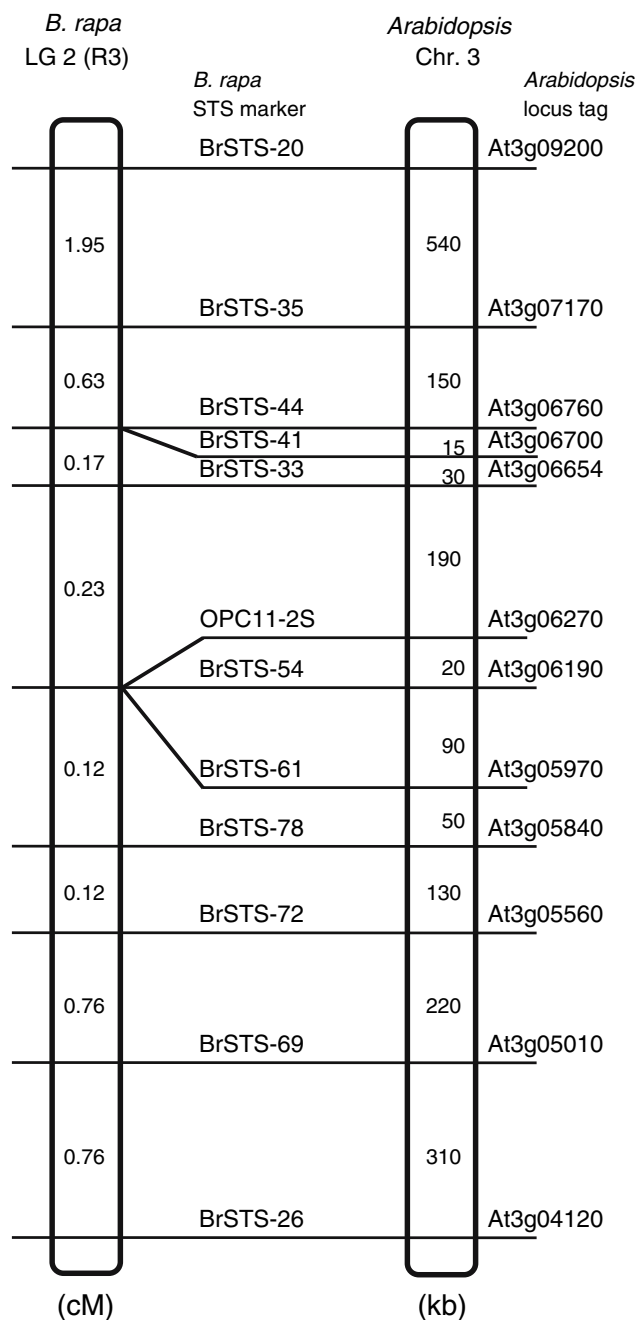 B. rapa
LG 2 (R3)
Arabidopsis
Chr. 3
B. rapa
STS marker
Arabidopsis
locus tag
BrSTS-20
At3g09200
1.95
540
BrSTS-35
At3g07170
0.63
150
BrSTS-44
At3g06760
BrSTS-41
15
At3g06700
0.17
BrSTS-33
30
At3g06654
190
0.23
OPC11-2S
At3g06270
BrSTS-54
20
At3g06190
90
0.12
BrSTS-61
At3g05970
50
BrSTS-78
At3g05840
0.12
130
BrSTS-72
At3g05560
0.76
220
BrSTS-69
At3g05010
0.76
310
BrSTS-26
At3g04120
(cM)
(kb)